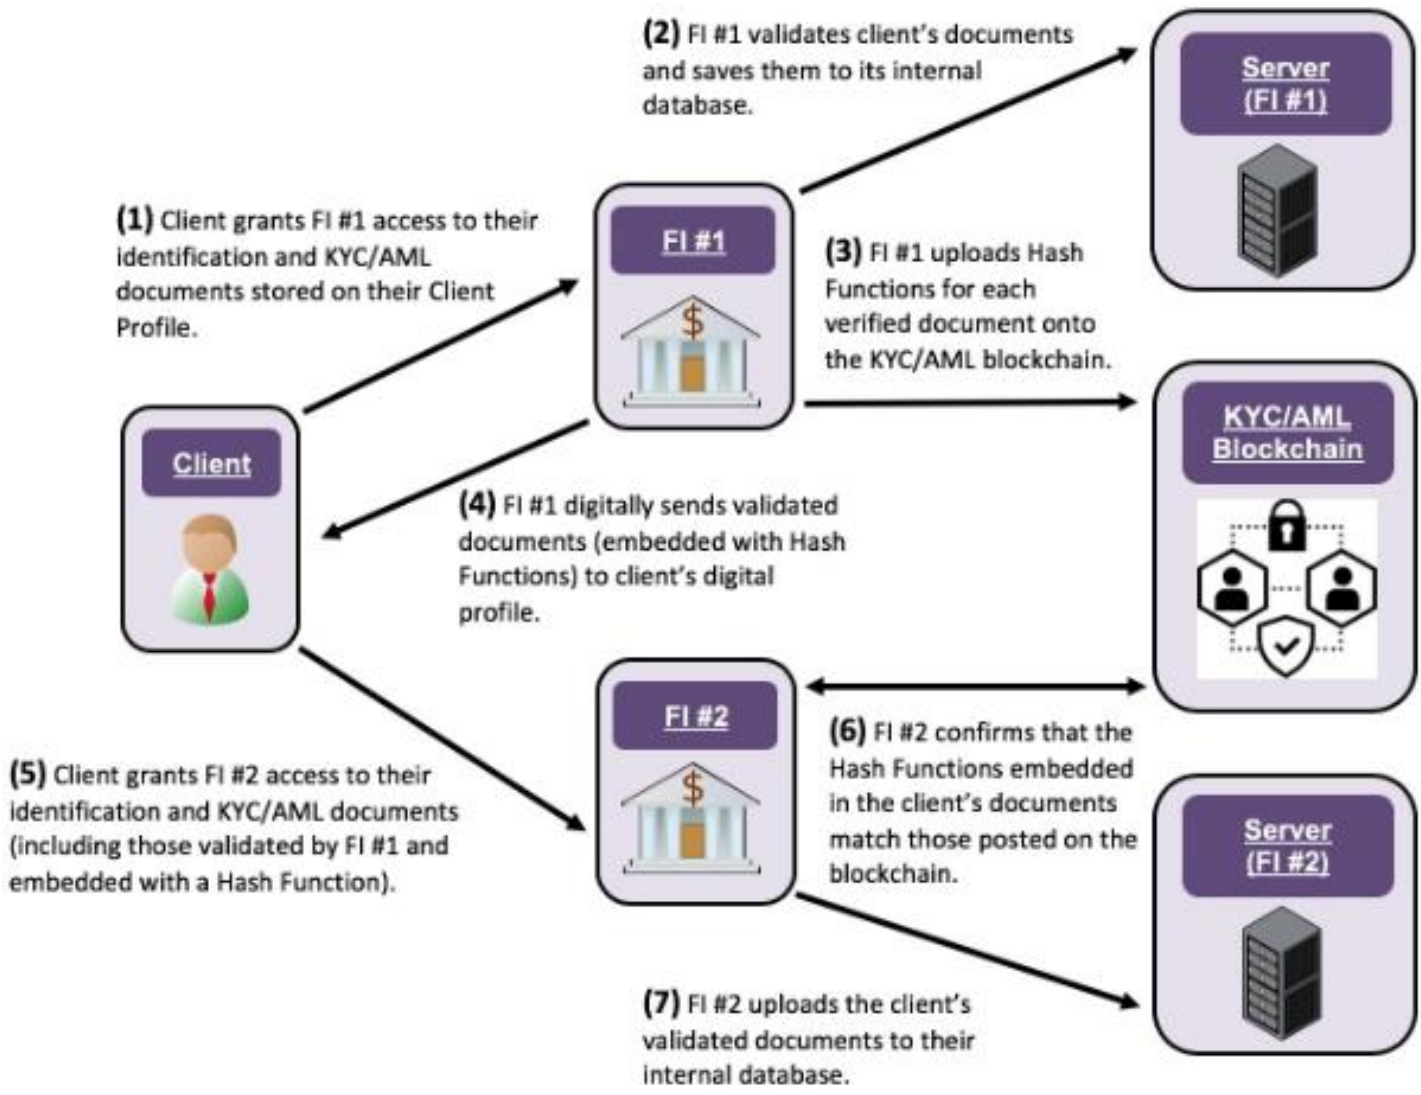 (2) FI #1 validates client's documents
and saves them to its internal
database.
Server
(FI #1)
(1) Client grants FI #1 access to their
identification and KYC/AML
documents stored on their Client
Profile.
FI #1
$
(3) FI #1 uploads Hash
Functions for each
verified document onto
the KYC/AML blockchain.
KYC/AML
Blockchain
Client
(4) FI #1 digitally sends validated
documents (embedded with Hash
Functions) to client's digital
profile.
FI #2
$
(5) Client grants FI #2 access to their
identification and KYC/AML documents
(including those validated by FI #1 and
embedded with a Hash Function).
(6) FI #2 confirms that the
Hash Functions embedded
in the client's documents
match those posted on the
blockchain.
Server
(FI #2)
(7) FI #2 uploads the client's
validated documents to their
internal database.